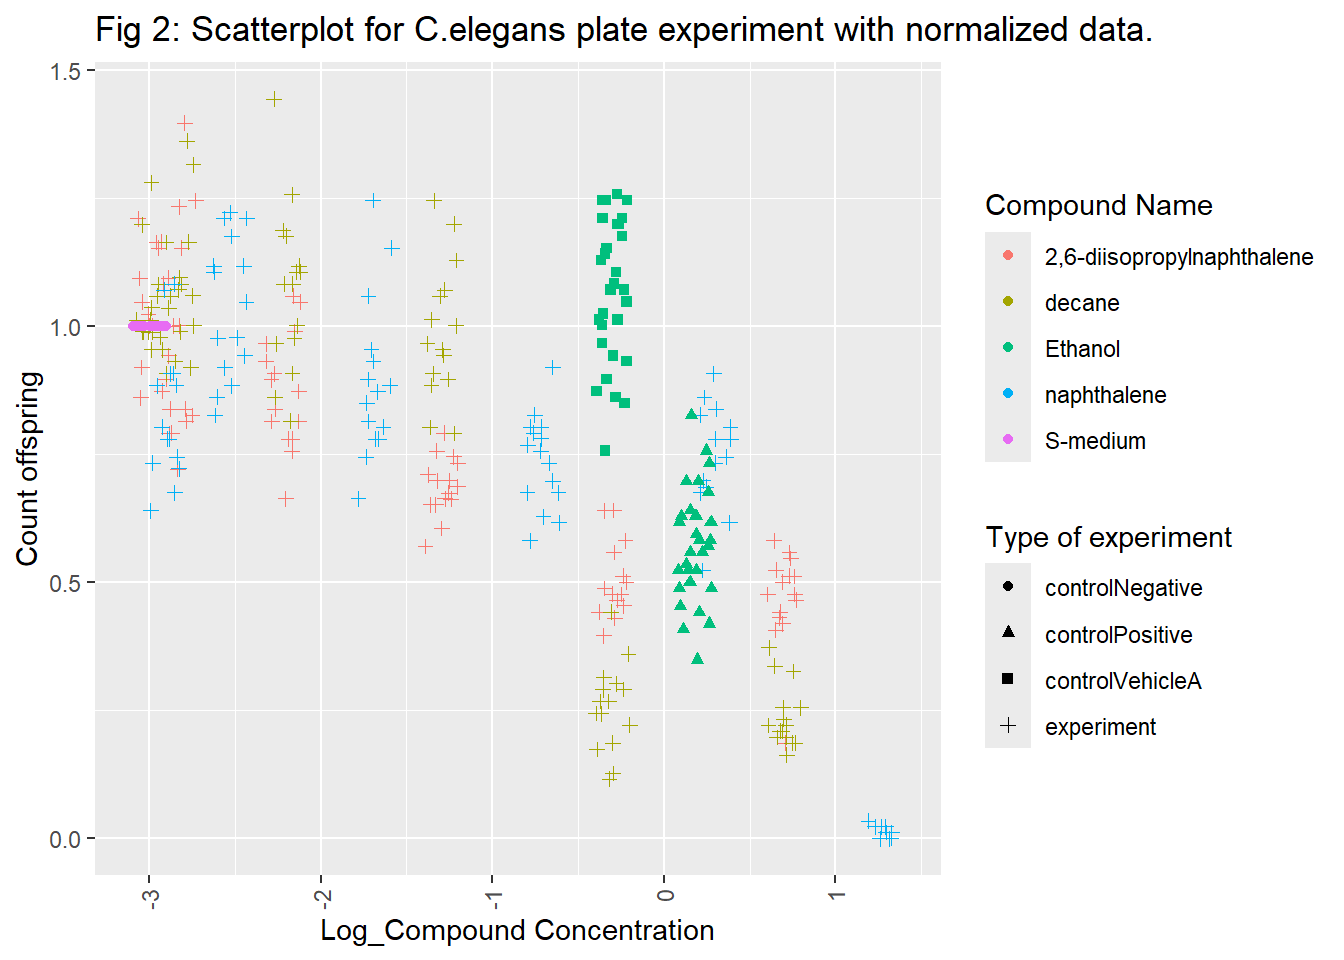 Fig 2: Scatterplot for C.elegans plate experiment with normalized data.
1.5
1.0
0.5
0.0
Count offspring
-3
-2
-1
0
1
Log_Compound Concentration
Compound Name
2,6-diisopropylnaphthalene
decane
Ethanol
naphthalene
S-medium
Type of experiment
controlNegative
controlPositive
controlVehicleA
experiment